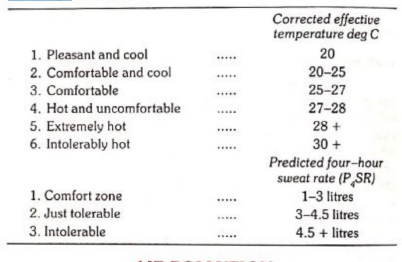 Corrected effective
temperature deg C
1. Pleasant and cool ..... 20
2. Comfortable and cool ..... 20–25
3. Comfortable ..... 25–27
4. Hot and uncomfortable ..... 27–28
5. Extremely hot ..... 28 +
6. Intolerably hot ..... 30 +
Predicted four–hour
sweat rate (P₄SR)
1. Comfort zone ..... 1–3 litres
2. Just tolerable ..... 3–4.5 litres
3. Intolerable ..... 4.5 + litres